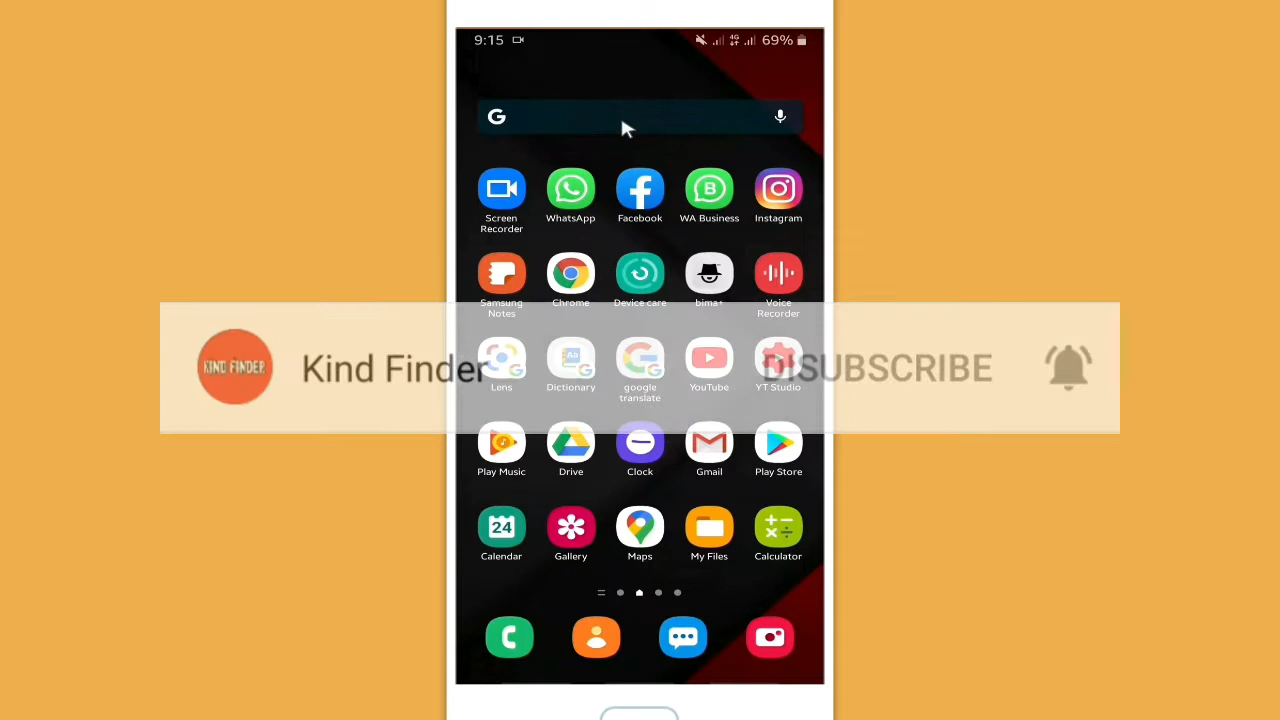 9:15
4G 69%
G
Screen Recorder
WhatsApp
Facebook
WA Business
Instagram
Samsung Notes
Chrome
Device care
bima+
Voice Recorder
KIND FINDER
Kind Finder
DISUBSCRIBE
Lens
Dictionary
google translate
YouTube
YT Studio
Play Music
Drive
Clock
Gmail
Play Store
24
Calendar
Gallery
Maps
My Files
Calculator